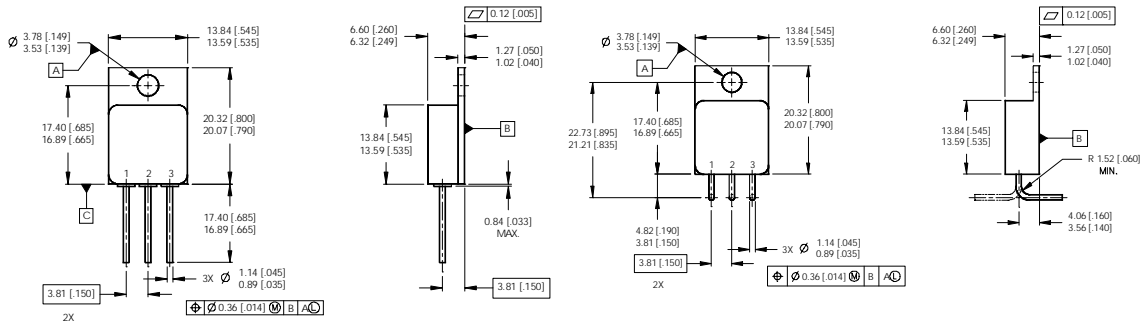 Ø 3.78 [.149]
3.53 [.139]
13.84 [.545]
13.59 [.535]
A
17.40 [.685]
16.89 [.665]
20.32 [.800]
20.07 [.790]
1 2 3
C
17.40 [.685]
16.89 [.665]
3X Ø 1.14 [.045]
0.89 [.035]
3.81 [.150]
2X
⌖ Ø 0.36 [.014] Ⓜ B AⓁ
▱ 0.12 [.005]
6.60 [.260]
6.32 [.249]
1.27 [.050]
1.02 [.040]
13.84 [.545]
13.59 [.535]
B
0.84 [.033]
MAX.
3.81 [.150]
Ø 3.78 [.149]
3.53 [.139]
13.84 [.545]
13.59 [.535]
A
22.73 [.895]
21.21 [.835]
17.40 [.685]
16.89 [.665]
20.32 [.800]
20.07 [.790]
1 2 3
4.82 [.190]
3.81 [.150]
3X Ø 1.14 [.045]
0.89 [.035]
3.81 [.150]
2X
⌖ Ø 0.36 [.014] Ⓜ B AⓁ
▱ 0.12 [.005]
6.60 [.260]
6.32 [.249]
1.27 [.050]
1.02 [.040]
13.84 [.545]
13.59 [.535]
B
R 1.52 [.060]
MIN.
4.06 [.160]
3.56 [.140]